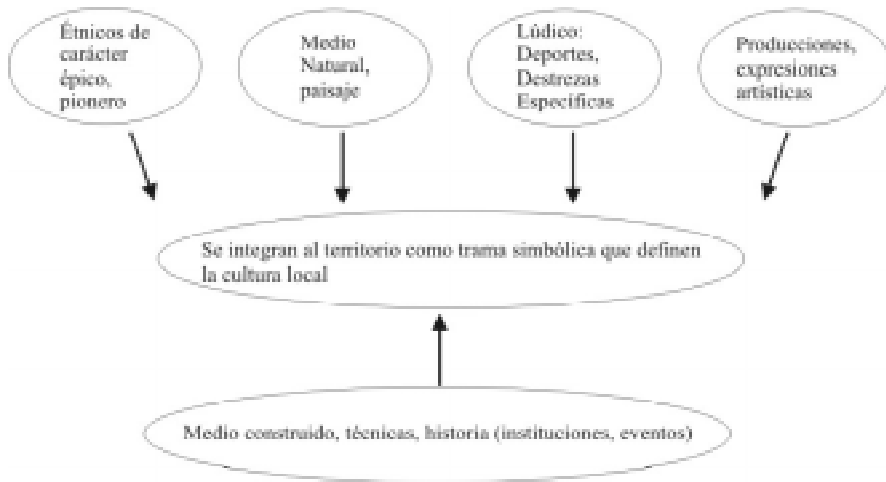 Étnicos de
carácter
épico,
pionero
Medio
Natural,
paisaje
Lúdico:
Deportes,
Destrezas
Específicas
Producciones,
expresiones
artísticas
Se integran al territorio como trama simbólica que definen
la cultura local
Medio construido, técnicas, historia (instituciones, eventos)